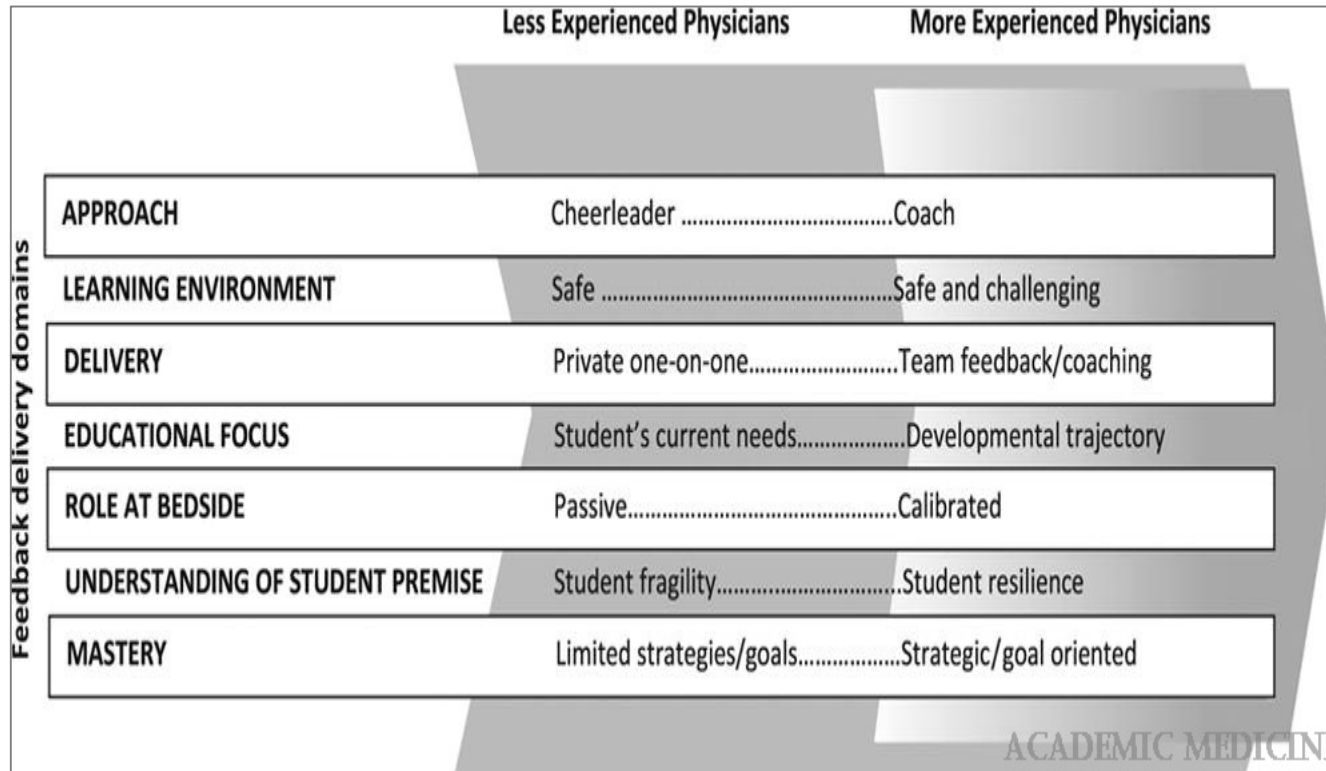 Less Experienced Physicians More Experienced Physicians
Feedback delivery domains
APPROACH Cheerleader ……………………………….Coach
LEARNING ENVIRONMENT Safe ……………………………………………Safe and challenging
DELIVERY Private one-on-one………………………..Team feedback/coaching
EDUCATIONAL FOCUS Student’s current needs………………….Developmental trajectory
ROLE AT BEDSIDE Passive………………………………………..Calibrated
UNDERSTANDING OF STUDENT PREMISE Student fragility…………………………..Student resilience
MASTERY Limited strategies/goals………………..Strategic/goal oriented
ACADEMIC MEDICIN